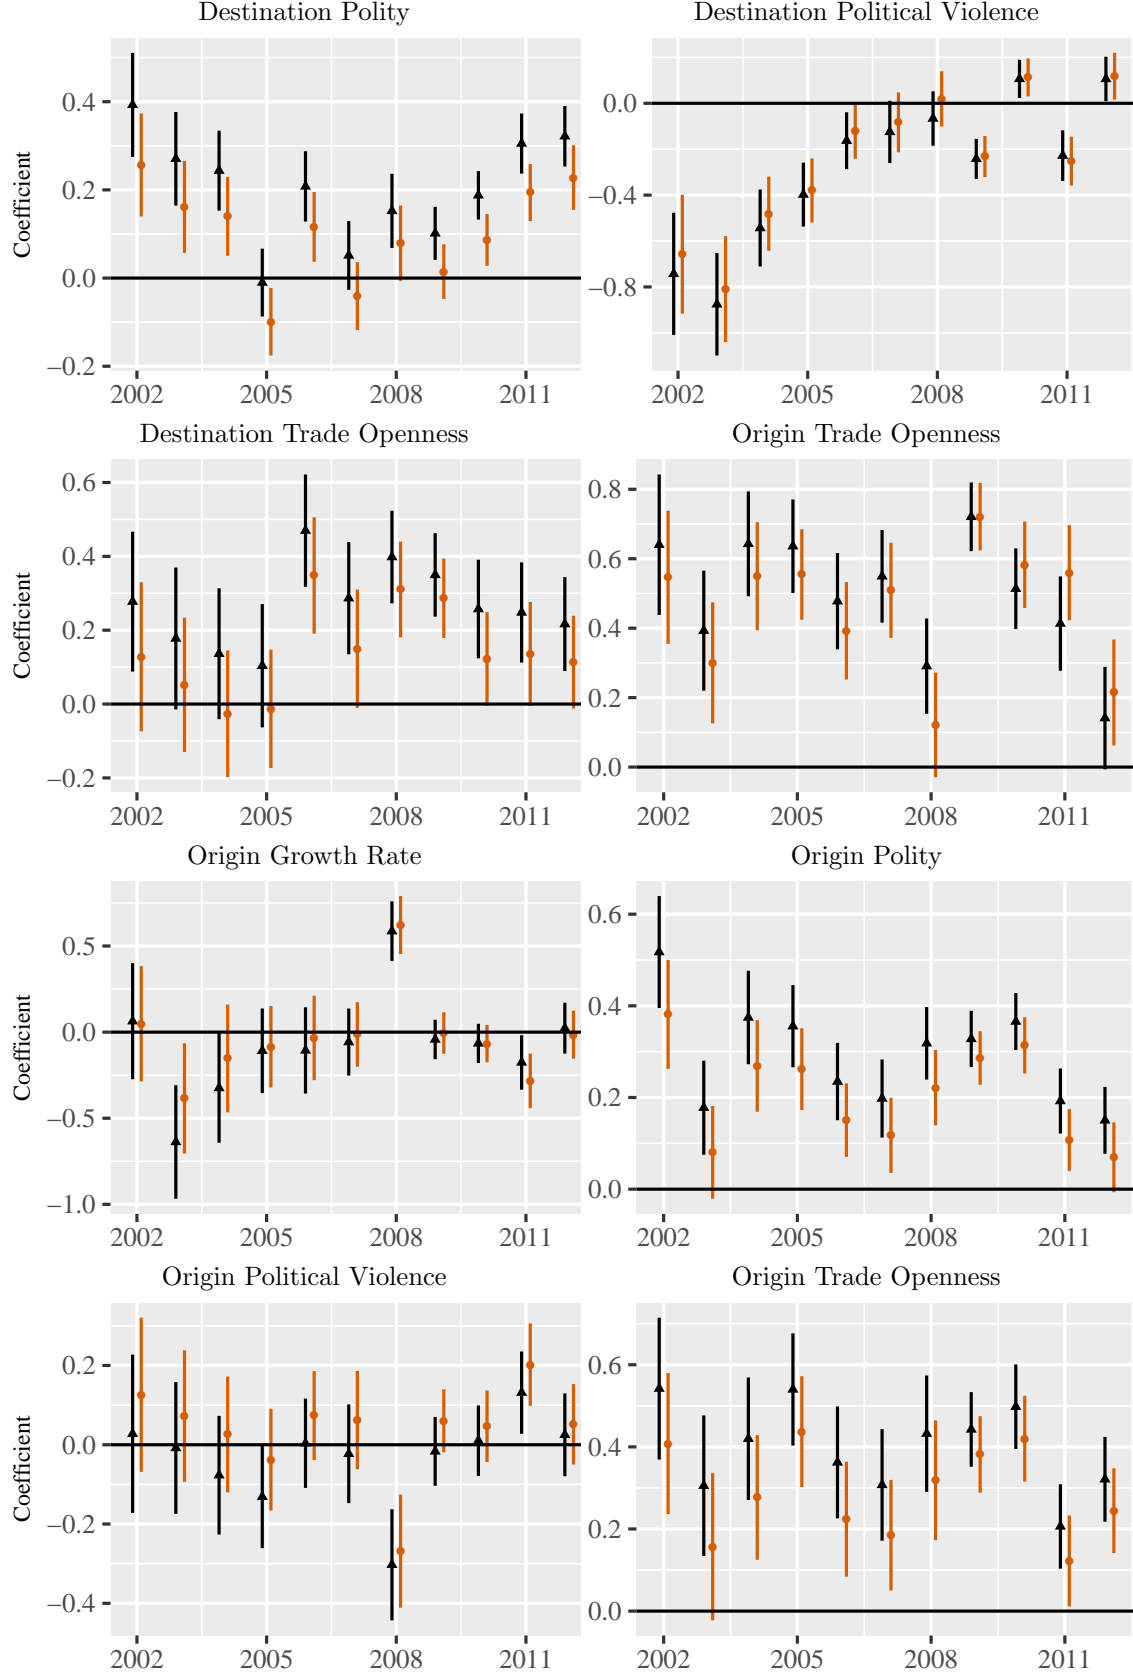 Destination Polity
Destination Political Violence
Coefficient
0.4
0.2
0.0
−0.2
2002 2005 2008 2011
0.0
−0.4
−0.8
2002 2005 2008 2011
Destination Trade Openness
Origin Trade Openness
Coefficient
0.6
0.4
0.2
0.0
−0.2
2002 2005 2008 2011
0.8
0.6
0.4
0.2
0.0
2002 2005 2008 2011
Origin Growth Rate
Origin Polity
Coefficient
0.5
0.0
−0.5
−1.0
2002 2005 2008 2011
0.6
0.4
0.2
0.0
2002 2005 2008 2011
Origin Political Violence
Origin Trade Openness
Coefficient
0.2
0.0
−0.2
−0.4
2002 2005 2008 2011
0.6
0.4
0.2
0.0
2002 2005 2008 2011